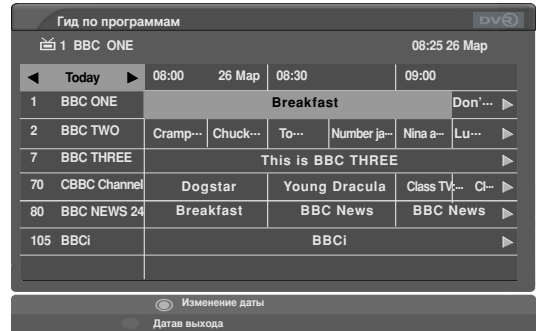 Гид по программам
DVR
1 BBC ONE 08:25 26 Мар
◀ Today ▶ 08:00 26 Мар 08:30 09:00
1 BBC ONE Breakfast Don'···
2 BBC TWO Cramp··· Chuck··· To··· Number ja··· Nina a··· Lu···
7 BBC THREE This is BBC THREE
70 CBBC Channel Dogstar Young Dracula Class TV:··· Cl···
80 BBC NEWS 24 Breakfast BBC News BBC News
105 BBCi BBCi
Изменение даты
Датав выхода